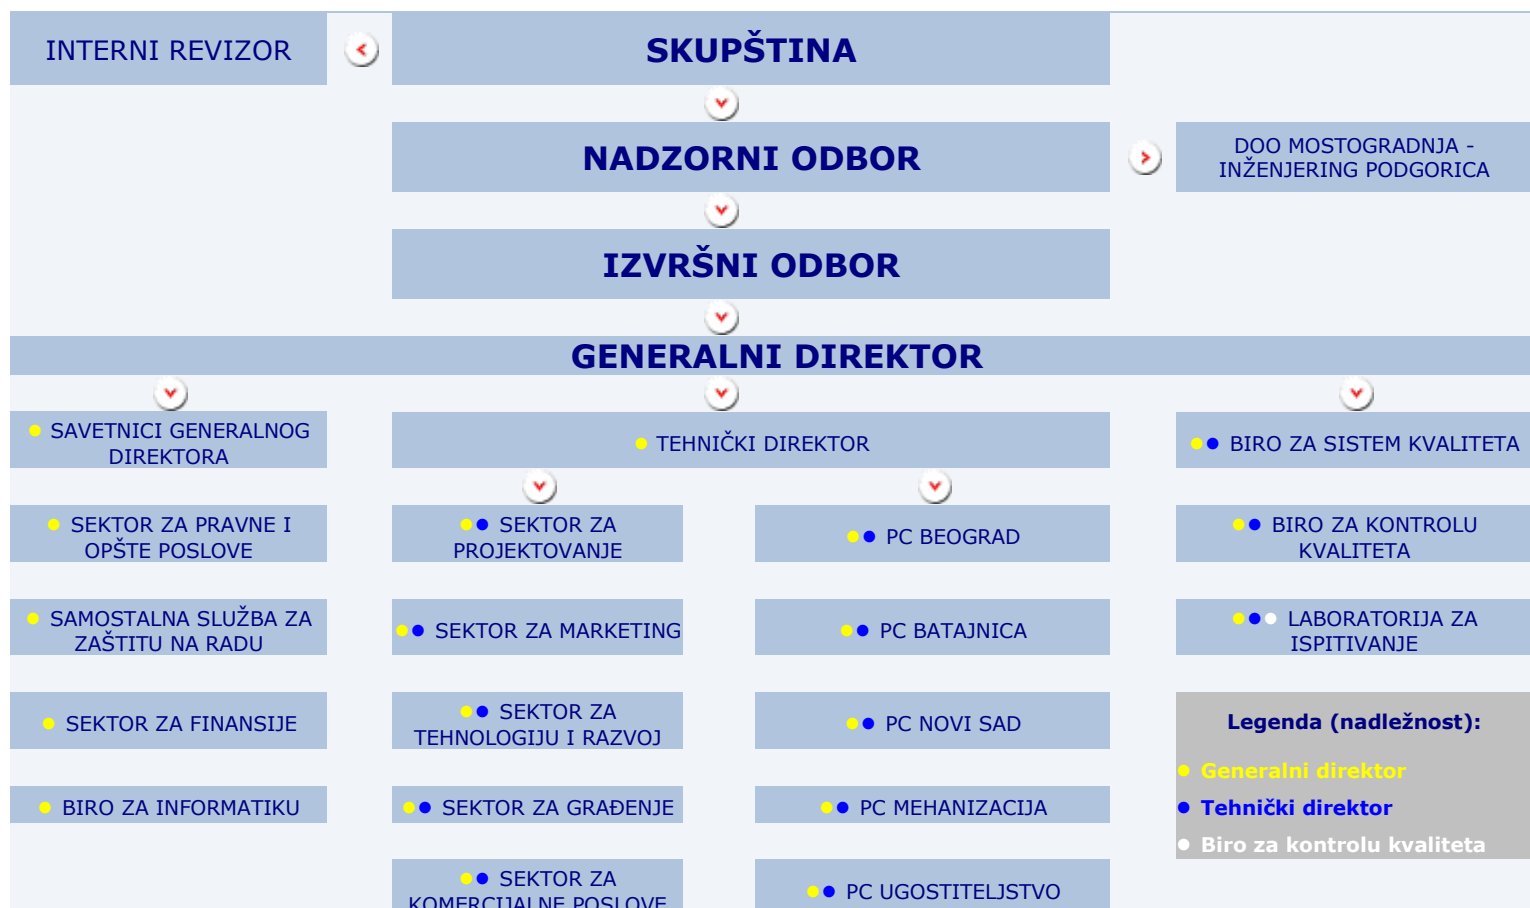 INTERNI REVIZOR
SKUPŠTINA
NADZORNI ODBOR
DOO MOSTOGRADNJA -
INŽENJERING PODGORICA
IZVRŠNI ODBOR
GENERALNI DIREKTOR
SAVETNICI GENERALNOG
DIREKTORA
TEHNIČKI DIREKTOR
BIRO ZA SISTEM KVALITETA
SEKTOR ZA PRAVNE I
OPŠTE POSLOVE
SEKTOR ZA
PROJEKTOVANJE
PC BEOGRAD
BIRO ZA KONTROLU
KVALITETA
SAMOSTALNA SLUŽBA ZA
ZAŠTITU NA RADU
SEKTOR ZA MARKETING
PC BATAJNICA
LABORATORIJA ZA
ISPITIVANJE
SEKTOR ZA FINANSIJE
SEKTOR ZA
TEHNOLOGIJU I RAZVOJ
PC NOVI SAD
Legenda (nadležnost):
Generalni direktor
Tehnički direktor
Biro za kontrolu kvaliteta
BIRO ZA INFORMATIKU
SEKTOR ZA GRAĐENJE
PC MEHANIZACIJA
SEKTOR ZA
KOMERCIJALNE POSLOVE
PC UGOSTITELJSTVO